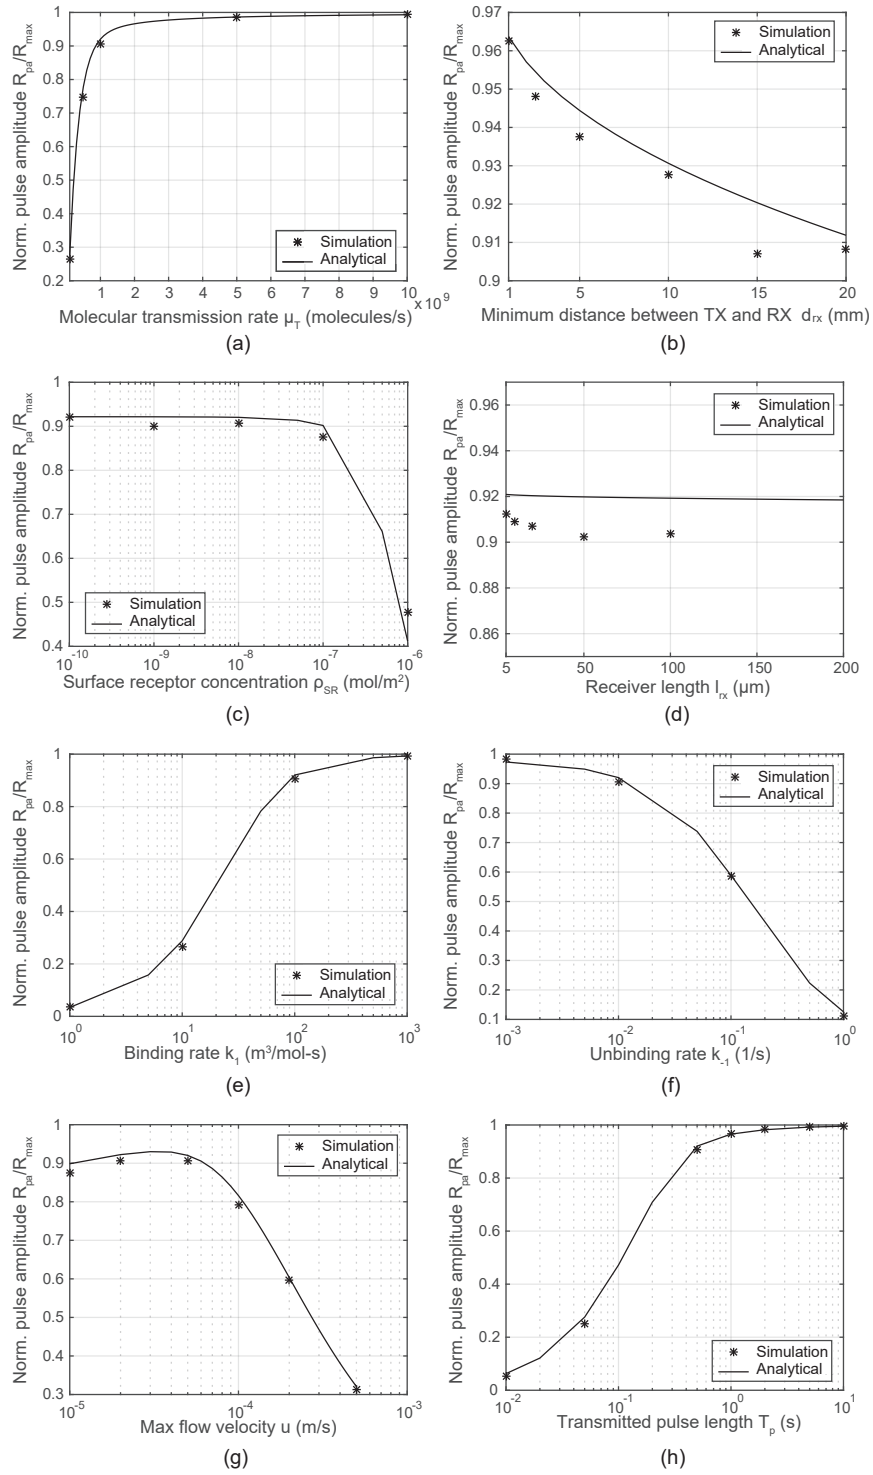 Norm. pulse amplitude R_pa/R_max
1
0.9
0.8
0.7
0.6
0.5
0.4
0.3
0.2
1 2 3 4 5 6 7 8 9 10
x 10^9
Molecular transmission rate μ_T (molecules/s)
Simulation
Analytical
(a)
Norm. pulse amplitude R_pa/R_max
0.97
0.96
0.95
0.94
0.93
0.92
0.91
0.9
1 5 10 15 20
Minimum distance between TX and RX d_rx (mm)
Simulation
Analytical
(b)
Norm. pulse amplitude R_pa/R_max
1
0.9
0.8
0.7
0.6
0.5
0.4
10^-10 10^-9 10^-8 10^-7 10^-6
Surface receptor concentration ρ_SR (mol/m²)
Simulation
Analytical
(c)
Norm. pulse amplitude R_pa/R_max
0.96
0.94
0.92
0.9
0.88
0.86
5 50 100 150 200
Receiver length l_rx (μm)
Simulation
Analytical
(d)
Norm. pulse amplitude R_pa/R_max
1
0.8
0.6
0.4
0.2
0
10^0 10^1 10^2 10^3
Binding rate k_1 (m³/mol-s)
Simulation
Analytical
(e)
Norm. pulse amplitude R_pa/R_max
1
0.9
0.8
0.7
0.6
0.5
0.4
0.3
0.2
0.1
10^-3 10^-2 10^-1 10^0
Unbinding rate k_-1 (1/s)
Simulation
Analytical
(f)
Norm. pulse amplitude R_pa/R_max
1
0.9
0.8
0.7
0.6
0.5
0.4
0.3
10^-5 10^-4 10^-3
Max flow velocity u (m/s)
Simulation
Analytical
(g)
Norm. pulse amplitude R_pa/R_max
1
0.8
0.6
0.4
0.2
0
10^-2 10^-1 10^0 10^1
Transmitted pulse length T_p (s)
Simulation
Analytical
(h)